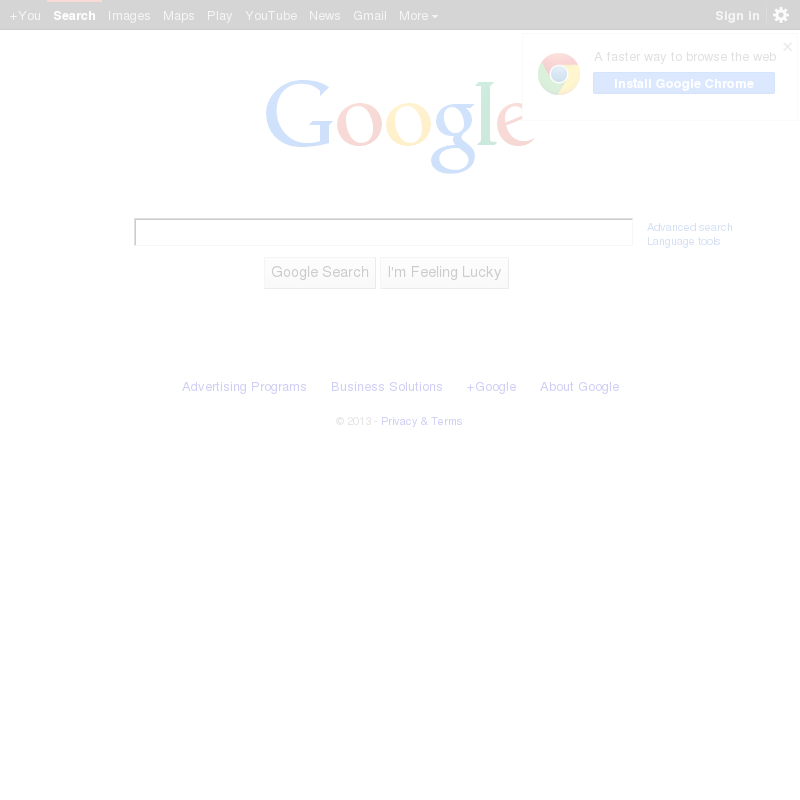 +You Search Images Maps Play YouTube News Gmail More Sign in
A faster way to browse the web
Install Google Chrome
Google
Advanced search
Language tools
Google Search I'm Feeling Lucky
Advertising Programs Business Solutions +Google About Google
© 2013 - Privacy & Terms